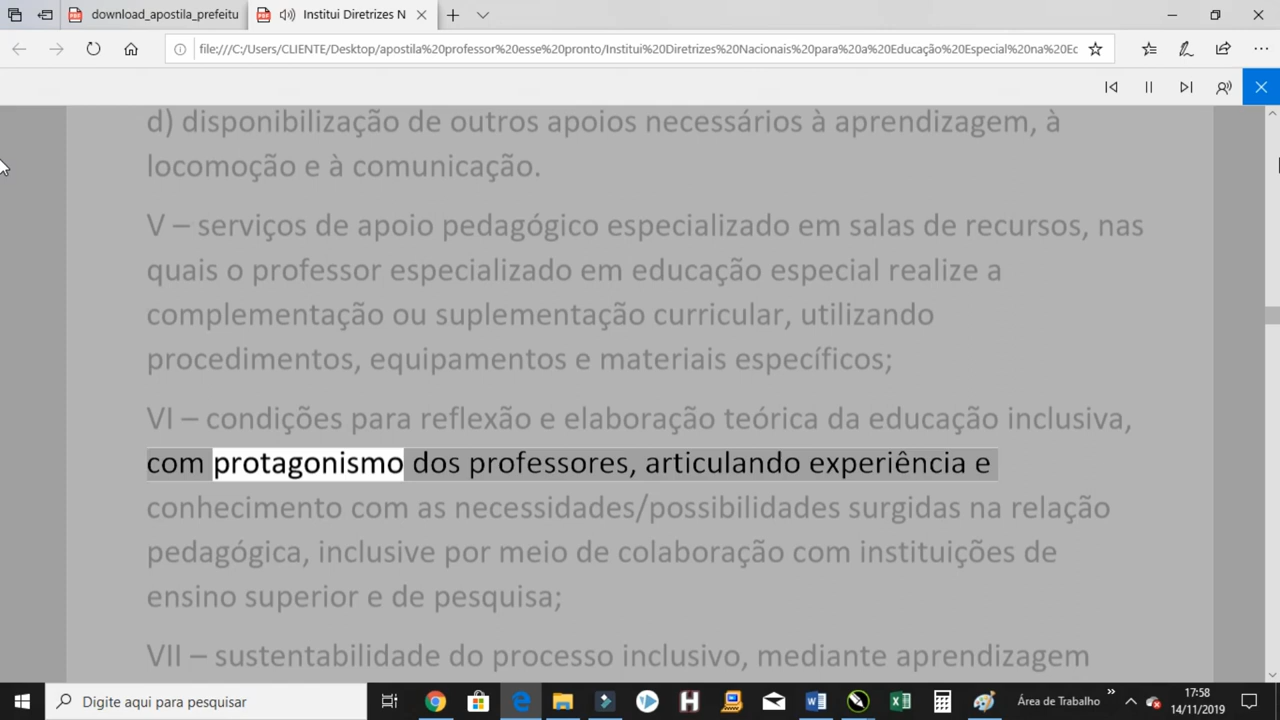 download_apostila_prefeitu
Institui Diretrizes N
file:///C:/Users/CLIENTE/Desktop/apostila%20professor%20esse%20pronto/Institui%20Diretrizes%20Nacionais%20para%20a%20Educação%20Especial%20na%20Ec
d) disponibilização de outros apoios necessários à aprendizagem, à
locomoção e à comunicação.
V – serviços de apoio pedagógico especializado em salas de recursos, nas
quais o professor especializado em educação especial realize a
complementação ou suplementação curricular, utilizando
procedimentos, equipamentos e materiais específicos;
VI – condições para reflexão e elaboração teórica da educação inclusiva,
com protagonismo dos professores, articulando experiência e
conhecimento com as necessidades/possibilidades surgidas na relação
pedagógica, inclusive por meio de colaboração com instituições de
ensino superior e de pesquisa;
VII – sustentabilidade do processo inclusivo, mediante aprendizagem
Digite aqui para pesquisar
Área de Trabalho
17:58
14/11/2019